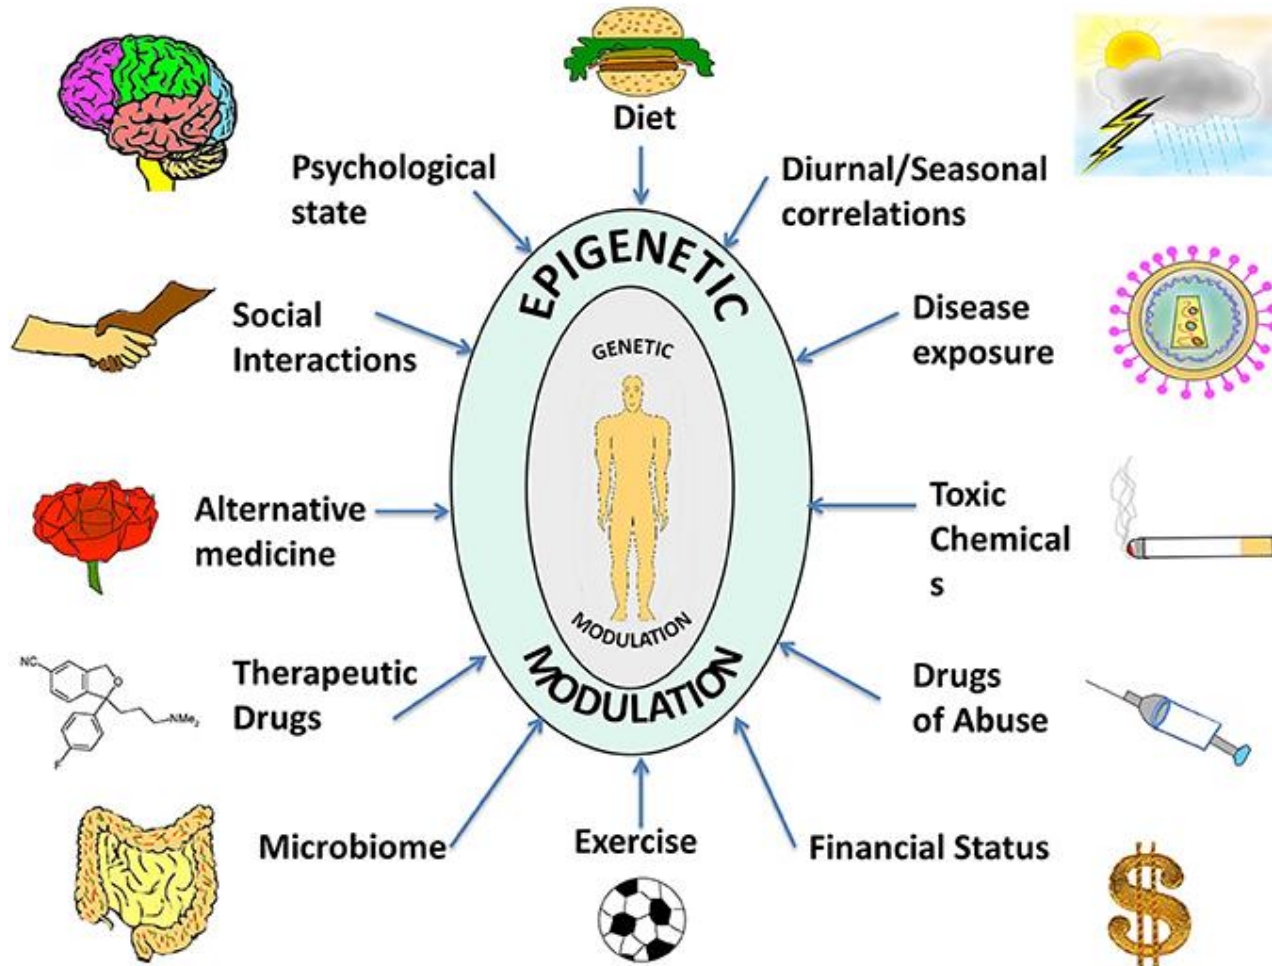 Diet
Psychological
state
Diurnal/Seasonal
correlations
EPIGENETIC
Social
Interactions
Disease
exposure
GENETIC
Alternative
medicine
Toxic
Chemical
s
MODULATION
MODULATION
Therapeutic
Drugs
Drugs
of Abuse
NC
O
NMe₂
F
Microbiome
Exercise
Financial Status
$